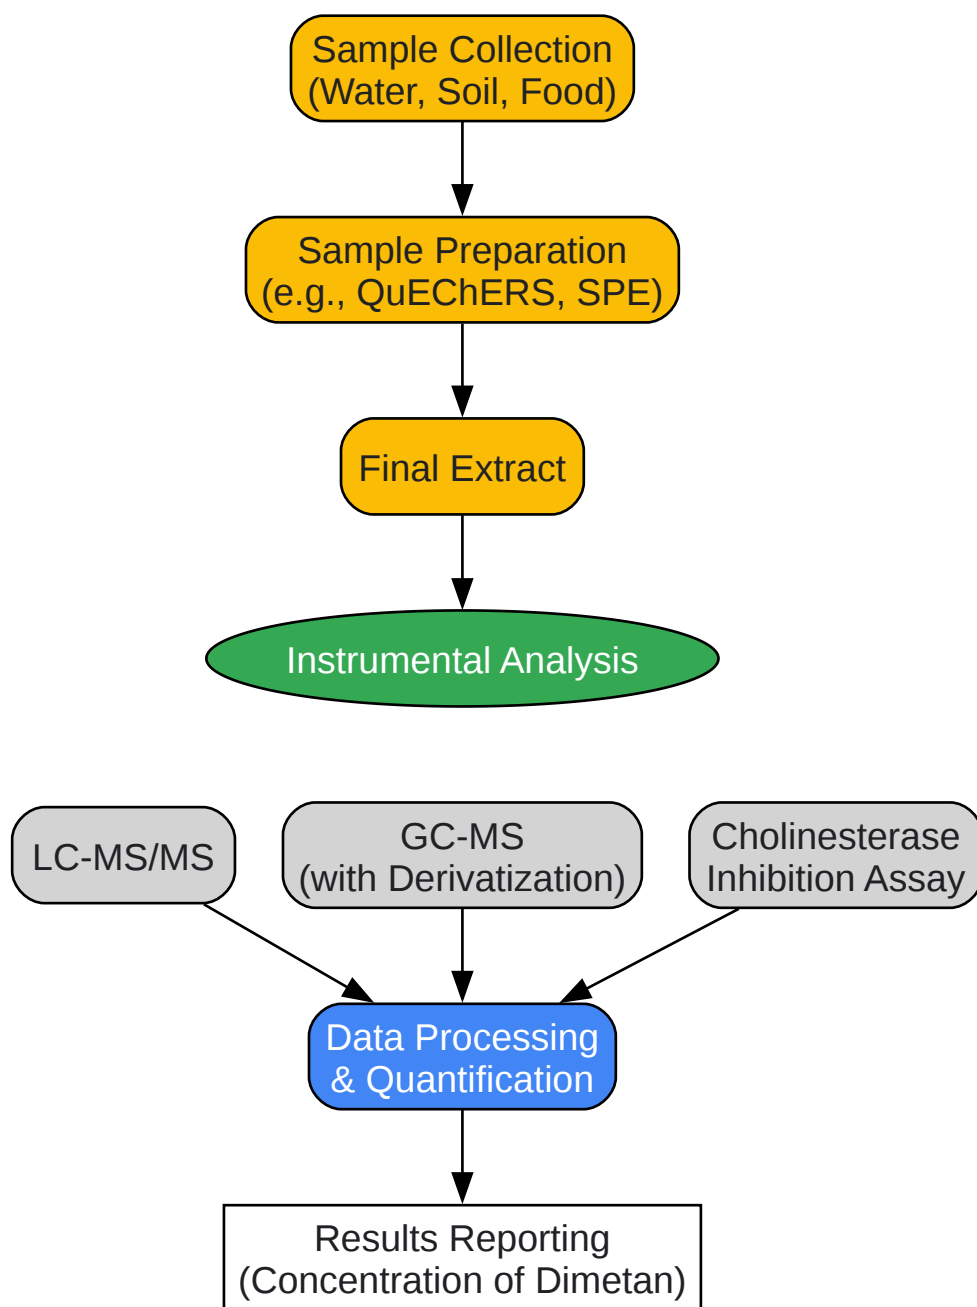 Sample Collection
(Water, Soil, Food)
Sample Preparation
(e.g., QuEChERS, SPE)
Final Extract
Instrumental Analysis
LC-MS/MS
GC-MS
(with Derivatization)
Cholinesterase
Inhibition Assay
Data Processing
& Quantification
Results Reporting
(Concentration of Dimetan)